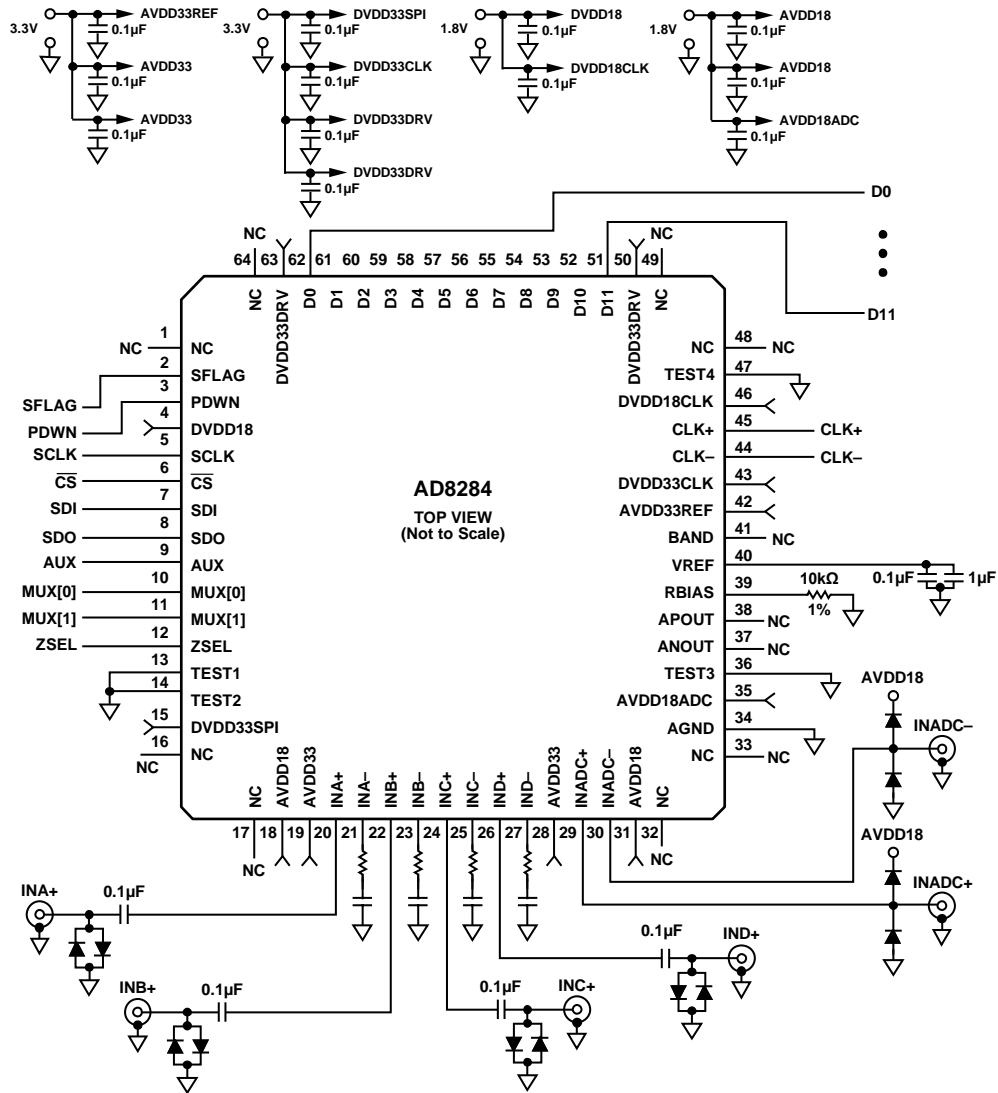 3.3V
AVDD33REF
0.1µF
AVDD33
0.1µF
AVDD33
0.1µF
3.3V
DVDD33SPI
0.1µF
DVDD33CLK
0.1µF
DVDD33DRV
0.1µF
DVDD33DRV
0.1µF
1.8V
DVDD18
0.1µF
DVDD18CLK
0.1µF
1.8V
AVDD18
0.1µF
AVDD18
0.1µF
AVDD18ADC
0.1µF
D0
D11
NC
NC
64 63 62 61 60 59 58 57 56 55 54 53 52 51 50 49
NC
DVDD33DRV
D0
D1
D2
D3
D4
D5
D6
D7
D8
D9
D10
D11
DVDD33DRV
NC
NC 1 NC
SFLAG 2 SFLAG
PDWN 3 PDWN
4 DVDD18
SCLK 5 SCLK
CS 6 CS
SDI 7 SDI
SDO 8 SDO
AUX 9 AUX
MUX[0] 10 MUX[0]
MUX[1] 11 MUX[1]
ZSEL 12 ZSEL
13 TEST1
14 TEST2
15 DVDD33SPI
NC 16 NC
AD8284
TOP VIEW
(Not to Scale)
NC 48 NC
TEST4 47
DVDD18CLK 46
CLK+ 45 CLK+
CLK– 44 CLK–
DVDD33CLK 43
AVDD33REF 42
BAND 41 NC
VREF 40
0.1µF 1µF
RBIAS 39
10kΩ
1%
APOUT 38 NC
ANOUT 37 NC
TEST3 36
AVDD18ADC 35
AGND 34
NC 33 NC
NC
AVDD18
AVDD33
INA+
INA–
INB+
INB–
INC+
INC–
IND+
IND–
AVDD33
INADC+
INADC–
AVDD18
NC
17 18 19 20 21 22 23 24 25 26 27 28 29 30 31 32
NC
NC
AVDD18
INADC–
AVDD18
INADC+
INA+
0.1µF
INB+
0.1µF
0.1µF
INC+
0.1µF
IND+